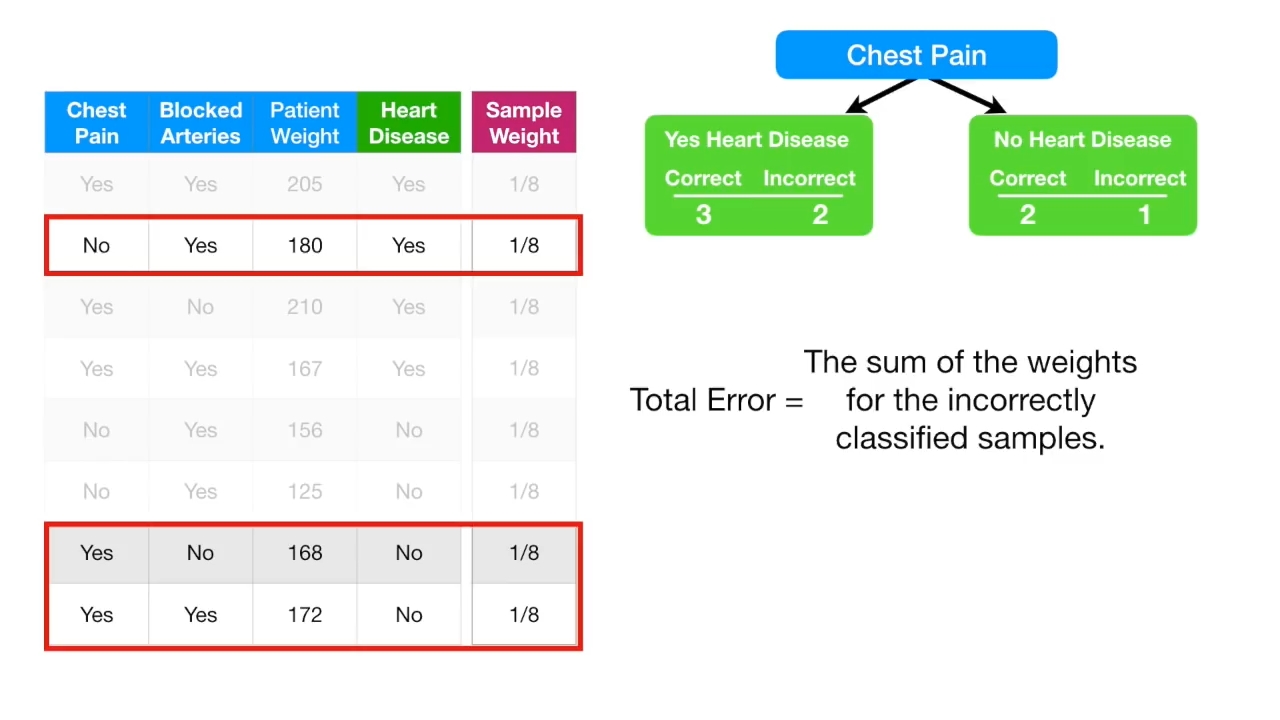 Chest Pain
Chest Pain Blocked Arteries Patient Weight Heart Disease Sample Weight
Yes Yes 205 Yes 1/8
No Yes 180 Yes 1/8
Yes No 210 Yes 1/8
Yes Yes 167 Yes 1/8
No Yes 156 No 1/8
No Yes 125 No 1/8
Yes No 168 No 1/8
Yes Yes 172 No 1/8
Yes Heart Disease
Correct Incorrect
3 2
No Heart Disease
Correct Incorrect
2 1
The sum of the weights
Total Error = for the incorrectly
classified samples.